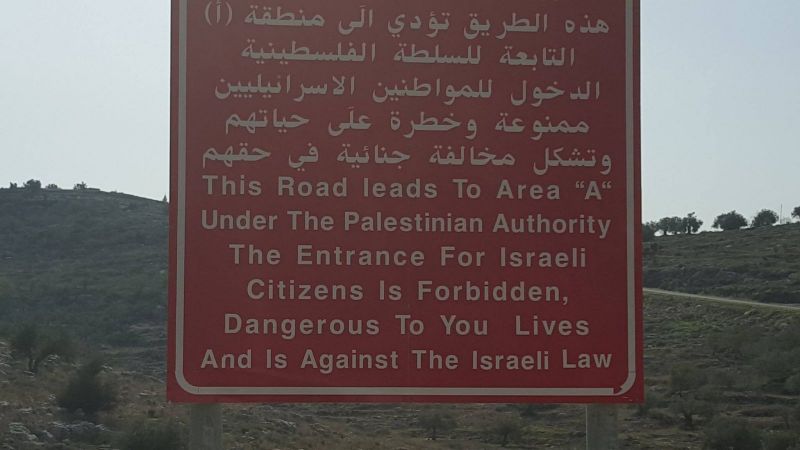 هذه الطريق تؤدي الى منطقة (أ)
التابعة للسلطة الفلسطينية
الدخول للمواطنين الاسرائيليين
ممنوعة وخطرة على حياتهم
وتشكل مخالفة جنائية في حقهم
This Road leads To Area “A“
Under The Palestinian Authority
The Entrance For Israeli
Citizens Is Forbidden,
Dangerous To You Lives
And Is Against The Israeli Law